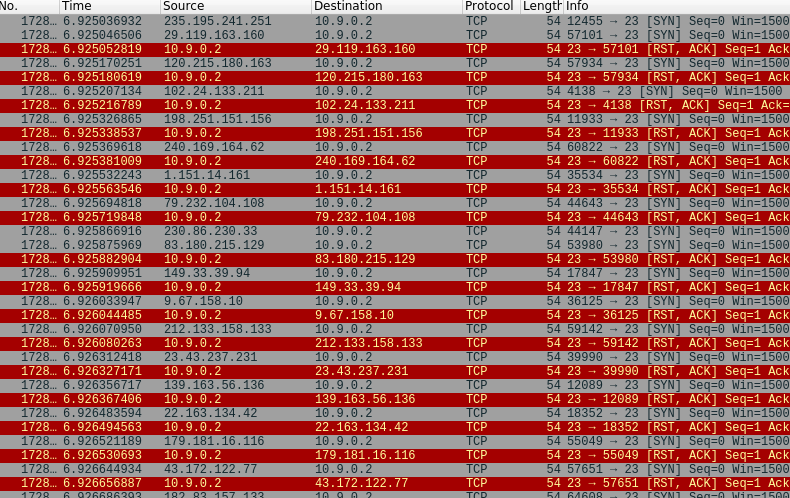 No. Time Source Destination Protocol Length Info
1728… 6.925036932 235.195.241.251 10.9.0.2 TCP 54 12455 → 23 [SYN] Seq=0 Win=1500
1728… 6.925046506 29.119.163.160 10.9.0.2 TCP 54 57101 → 23 [SYN] Seq=0 Win=1500
1728… 6.925052819 10.9.0.2 29.119.163.160 TCP 54 23 → 57101 [RST, ACK] Seq=1 Ack
1728… 6.925170251 120.215.180.163 10.9.0.2 TCP 54 57934 → 23 [SYN] Seq=0 Win=1500
1728… 6.925180619 10.9.0.2 120.215.180.163 TCP 54 23 → 57934 [RST, ACK] Seq=1 Ack
1728… 6.925207134 102.24.133.211 10.9.0.2 TCP 54 4138 → 23 [SYN] Seq=0 Win=1500
1728… 6.925216789 10.9.0.2 102.24.133.211 TCP 54 23 → 4138 [RST, ACK] Seq=1 Ack=
1728… 6.925326865 198.251.151.156 10.9.0.2 TCP 54 11933 → 23 [SYN] Seq=0 Win=1500
1728… 6.925338537 10.9.0.2 198.251.151.156 TCP 54 23 → 11933 [RST, ACK] Seq=1 Ack
1728… 6.925369618 240.169.164.62 10.9.0.2 TCP 54 60822 → 23 [SYN] Seq=0 Win=1500
1728… 6.925381009 10.9.0.2 240.169.164.62 TCP 54 23 → 60822 [RST, ACK] Seq=1 Ack
1728… 6.925532243 1.151.14.161 10.9.0.2 TCP 54 35534 → 23 [SYN] Seq=0 Win=1500
1728… 6.925563546 10.9.0.2 1.151.14.161 TCP 54 23 → 35534 [RST, ACK] Seq=1 Ack
1728… 6.925694818 79.232.104.108 10.9.0.2 TCP 54 44643 → 23 [SYN] Seq=0 Win=1500
1728… 6.925719848 10.9.0.2 79.232.104.108 TCP 54 23 → 44643 [RST, ACK] Seq=1 Ack
1728… 6.925866916 230.86.230.33 10.9.0.2 TCP 54 44147 → 23 [SYN] Seq=0 Win=1500
1728… 6.925875969 83.180.215.129 10.9.0.2 TCP 54 53980 → 23 [SYN] Seq=0 Win=1500
1728… 6.925882904 10.9.0.2 83.180.215.129 TCP 54 23 → 53980 [RST, ACK] Seq=1 Ack
1728… 6.925909951 149.33.39.94 10.9.0.2 TCP 54 17847 → 23 [SYN] Seq=0 Win=1500
1728… 6.925919666 10.9.0.2 149.33.39.94 TCP 54 23 → 17847 [RST, ACK] Seq=1 Ack
1728… 6.926033947 9.67.158.10 10.9.0.2 TCP 54 36125 → 23 [SYN] Seq=0 Win=1500
1728… 6.926044485 10.9.0.2 9.67.158.10 TCP 54 23 → 36125 [RST, ACK] Seq=1 Ack
1728… 6.926070950 212.133.158.133 10.9.0.2 TCP 54 59142 → 23 [SYN] Seq=0 Win=1500
1728… 6.926080263 10.9.0.2 212.133.158.133 TCP 54 23 → 59142 [RST, ACK] Seq=1 Ack
1728… 6.926312418 23.43.237.231 10.9.0.2 TCP 54 39990 → 23 [SYN] Seq=0 Win=1500
1728… 6.926327171 10.9.0.2 23.43.237.231 TCP 54 23 → 39990 [RST, ACK] Seq=1 Ack
1728… 6.926356717 139.163.56.136 10.9.0.2 TCP 54 12089 → 23 [SYN] Seq=0 Win=1500
1728… 6.926367406 10.9.0.2 139.163.56.136 TCP 54 23 → 12089 [RST, ACK] Seq=1 Ack
1728… 6.926483594 22.163.134.42 10.9.0.2 TCP 54 18352 → 23 [SYN] Seq=0 Win=1500
1728… 6.926494563 10.9.0.2 22.163.134.42 TCP 54 23 → 18352 [RST, ACK] Seq=1 Ack
1728… 6.926521189 179.181.16.116 10.9.0.2 TCP 54 55049 → 23 [SYN] Seq=0 Win=1500
1728… 6.926530693 10.9.0.2 179.181.16.116 TCP 54 23 → 55049 [RST, ACK] Seq=1 Ack
1728… 6.926644934 43.172.122.77 10.9.0.2 TCP 54 57651 → 23 [SYN] Seq=0 Win=1500
1728… 6.926656887 10.9.0.2 43.172.122.77 TCP 54 23 → 57651 [RST, ACK] Seq=1 Ack
1728… 6.926686393 182.83.157.133 10.9.0.2 TCP 54 64608 → 23 [SYN] Seq=0 Win=1500